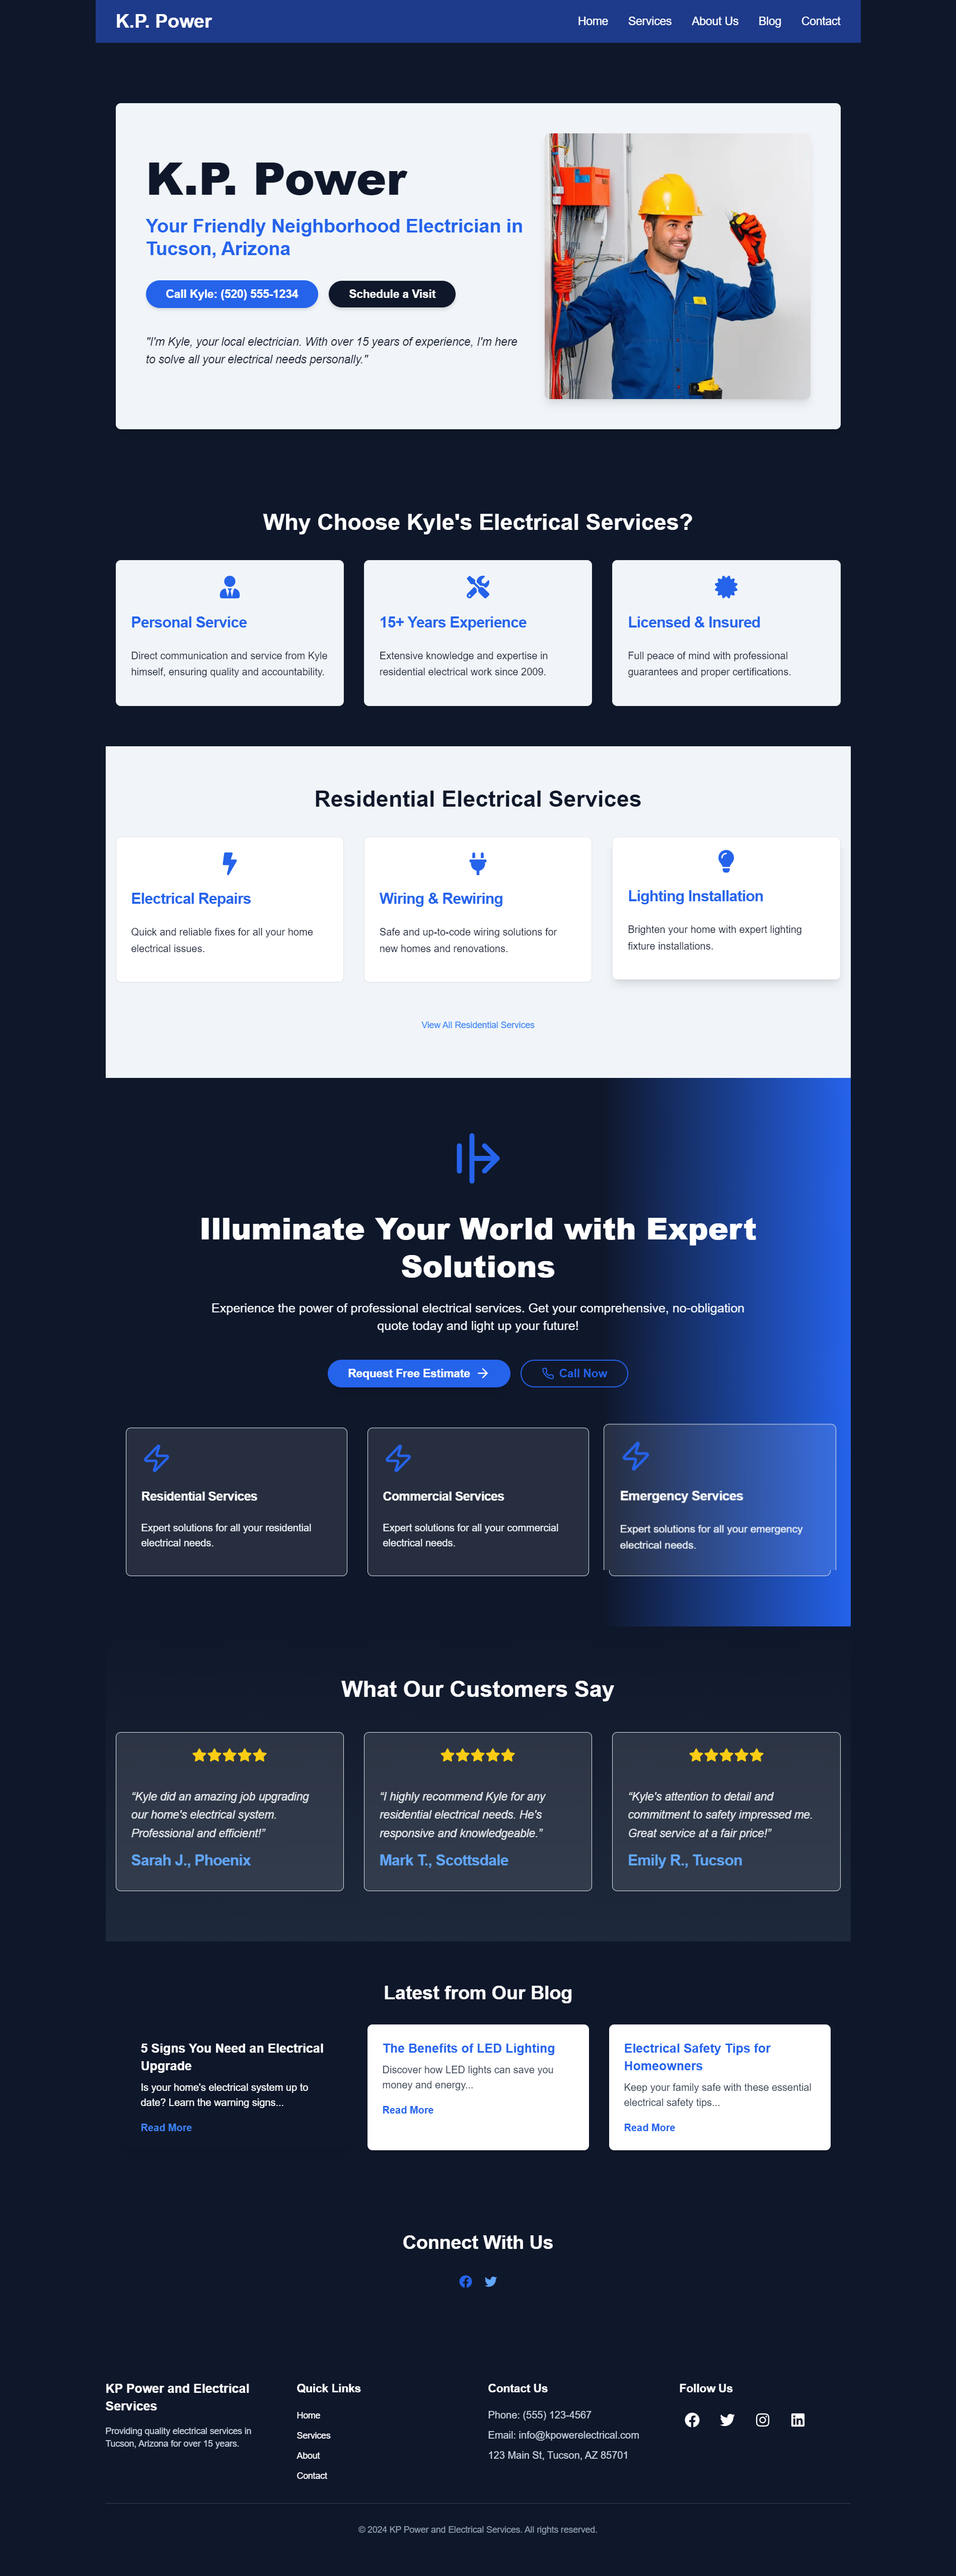 K.P. Power
Home
Services
About Us
Blog
Contact
K.P. Power
Your Friendly Neighborhood Electrician in
Tucson, Arizona
Call Kyle: (520) 555-1234
Schedule a Visit
"I'm Kyle, your local electrician. With over 15 years of experience, I'm here
to solve all your electrical needs personally."
Why Choose Kyle's Electrical Services?
Personal Service
Direct communication and service from Kyle
himself, ensuring quality and accountability.
15+ Years Experience
Extensive knowledge and expertise in
residential electrical work since 2009.
Licensed & Insured
Full peace of mind with professional
guarantees and proper certifications.
Residential Electrical Services
Electrical Repairs
Quick and reliable fixes for all your home
electrical issues.
Wiring & Rewiring
Safe and up-to-code wiring solutions for
new homes and renovations.
Lighting Installation
Brighten your home with expert lighting
fixture installations.
View All Residential Services
Illuminate Your World with Expert
Solutions
Experience the power of professional electrical services. Get your comprehensive, no-obligation
quote today and light up your future!
Request Free Estimate
Call Now
Residential Services
Expert solutions for all your residential
electrical needs.
Commercial Services
Expert solutions for all your commercial
electrical needs.
Emergency Services
Expert solutions for all your emergency
electrical needs.
What Our Customers Say
“Kyle did an amazing job upgrading
our home's electrical system.
Professional and efficient!”
Sarah J., Phoenix
“I highly recommend Kyle for any
residential electrical needs. He's
responsive and knowledgeable.”
Mark T., Scottsdale
“Kyle's attention to detail and
commitment to safety impressed me.
Great service at a fair price!”
Emily R., Tucson
Latest from Our Blog
5 Signs You Need an Electrical
Upgrade
Is your home's electrical system up to
date? Learn the warning signs...
Read More
The Benefits of LED Lighting
Discover how LED lights can save you
money and energy...
Read More
Electrical Safety Tips for
Homeowners
Keep your family safe with these essential
electrical safety tips...
Read More
Connect With Us
KP Power and Electrical
Services
Providing quality electrical services in
Tucson, Arizona for over 15 years.
Quick Links
Home
Services
About
Contact
Contact Us
Phone: (555) 123-4567
Email: info@kpowerelectrical.com
123 Main St, Tucson, AZ 85701
Follow Us
© 2024 KP Power and Electrical Services. All rights reserved.